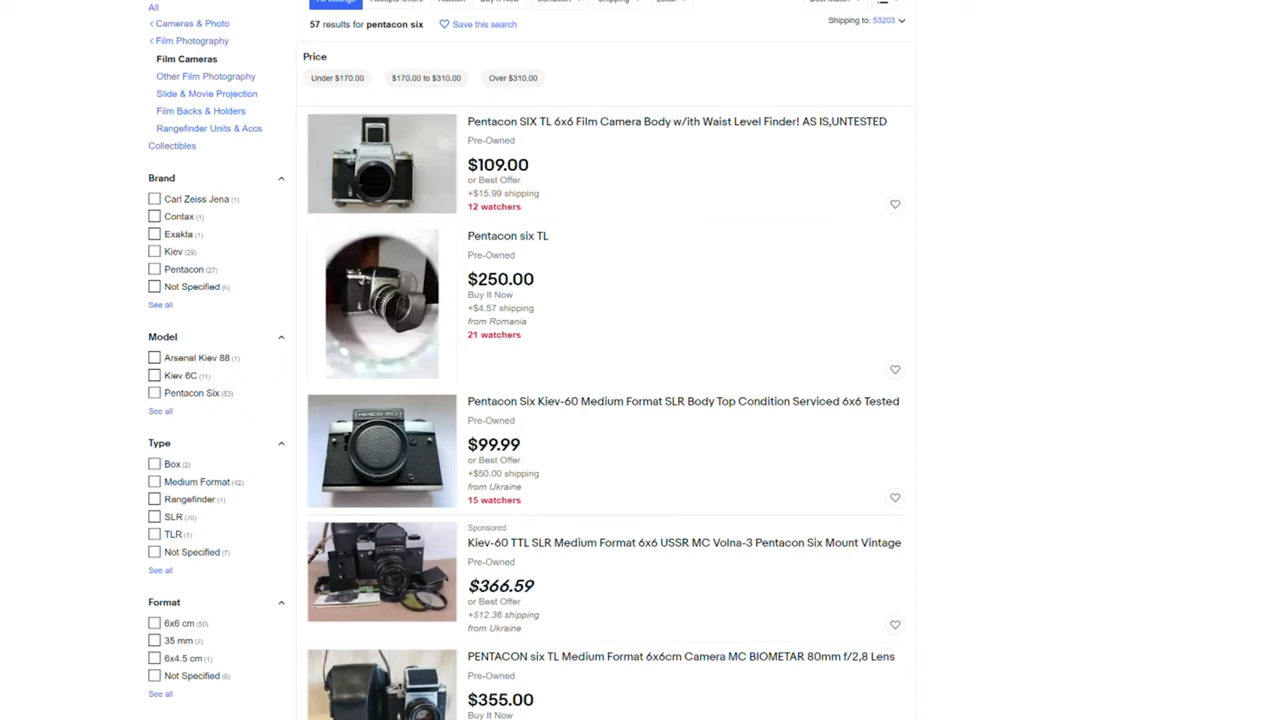 All
Cameras & Photo
Film Photography
Film Cameras
Other Film Photography
Slide & Movie Projection
Film Backs & Holders
Rangefinder Units & Accs
Collectibles
Brand
Carl Zeiss Jena (1)
Contax (1)
Exakta (1)
Kiev (29)
Pentacon (27)
Not Specified (6)
See all
Model
Arsenal Kiev 88 (1)
Kiev 6C (11)
Pentacon Six (53)
See all
Type
Box (2)
Medium Format (42)
Rangefinder (1)
SLR (70)
TLR (1)
Not Specified (7)
See all
Format
6x6 cm (50)
35 mm (2)
6x4.5 cm (1)
Not Specified (8)
See all
57 results for pentacon six
Save this search
Shipping to: 53203
Price
Under $170.00
$170.00 to $310.00
Over $310.00
Pentacon SIX TL 6x6 Film Camera Body w/ith Waist Level Finder! AS IS,UNTESTED
Pre-Owned
$109.00
or Best Offer
+$15.99 shipping
12 watchers
Pentacon six TL
Pre-Owned
$250.00
Buy It Now
+$4.57 shipping
from Romania
21 watchers
Pentacon Six Kiev-60 Medium Format SLR Body Top Condition Serviced 6x6 Tested
Pre-Owned
$99.99
or Best Offer
+$50.00 shipping
from Ukraine
15 watchers
Sponsored
Kiev-60 TTL SLR Medium Format 6x6 USSR MC Volna-3 Pentacon Six Mount Vintage
Pre-Owned
$366.59
or Best Offer
+$12.36 shipping
from Ukraine
PENTACON six TL Medium Format 6x6cm Camera MC BIOMETAR 80mm f/2,8 Lens
Pre-Owned
$355.00
Buy It Now